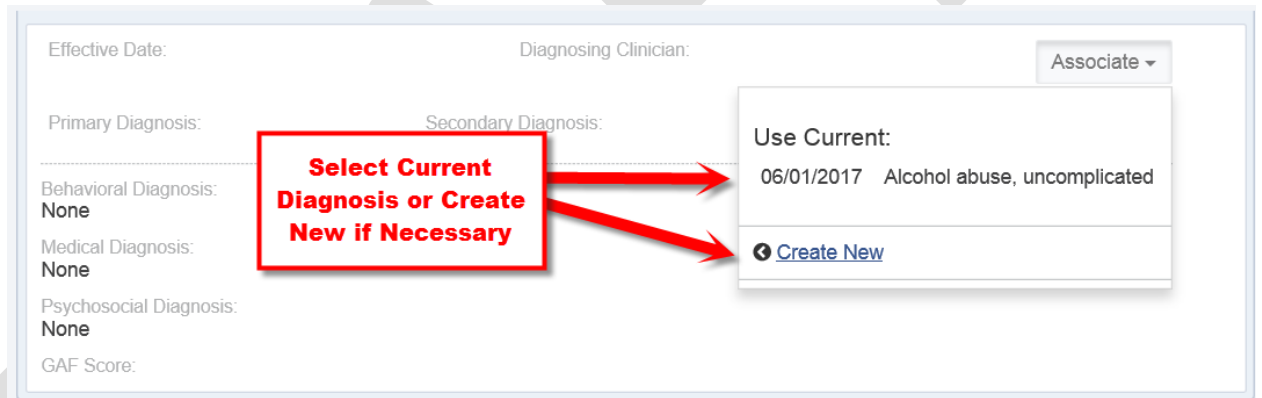 Effective Date:
Diagnosing Clinician:
Associate
Primary Diagnosis:
Secondary Diagnosis:
Select Current
Diagnosis or Create
New if Necessary
Use Current:
06/01/2017 Alcohol abuse, uncomplicated
Create New
Behavioral Diagnosis:
None
Medical Diagnosis:
None
Psychosocial Diagnosis:
None
GAF Score: